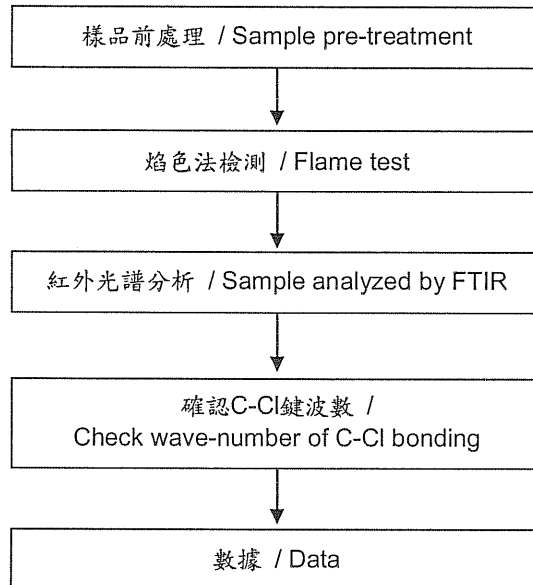 樣品前處理 / Sample pre-treatment
焰色法檢測 / Flame test
紅外光譜分析 / Sample analyzed by FTIR
確認C-Cl鍵波數 /
Check wave-number of C-Cl bonding
數據 / Data